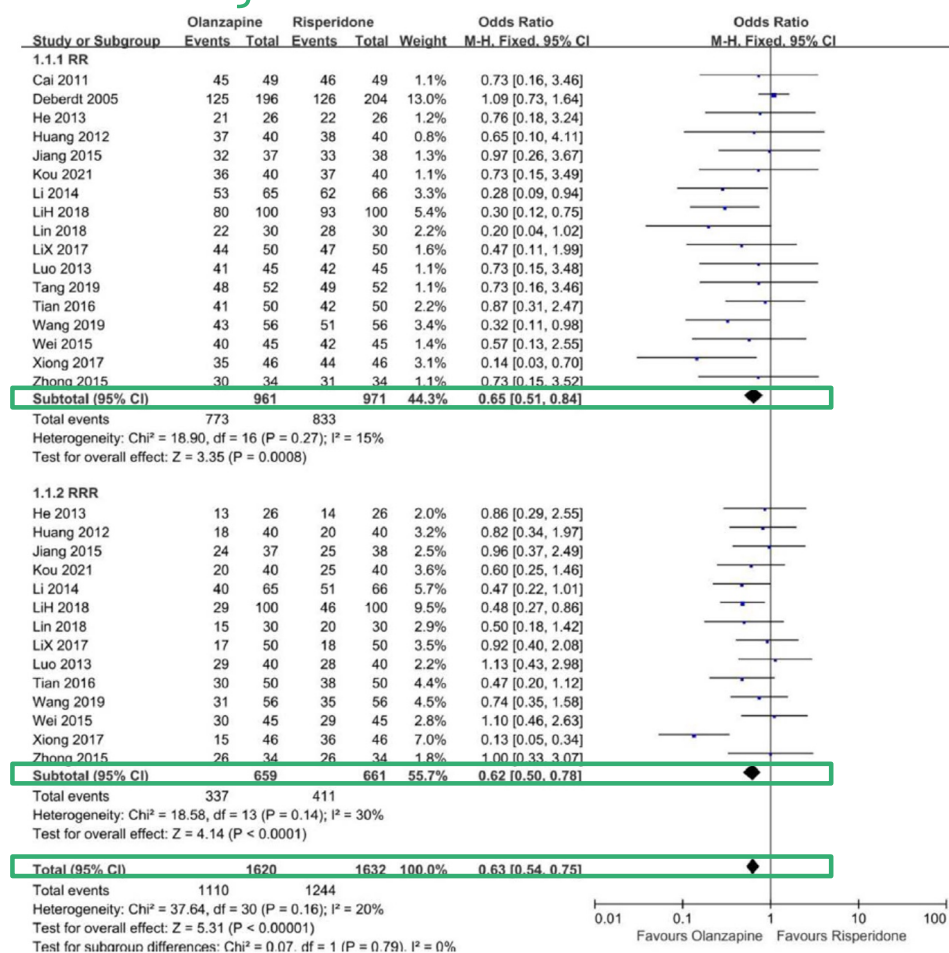 Olanzapine Risperidone Odds Ratio Odds Ratio
Study or Subgroup Events Total Events Total Weight M-H. Fixed. 95% CI M-H. Fixed. 95% CI
1.1.1 RR
Cai 2011 45 49 46 49 1.1% 0.73 [0.16, 3.46]
Deberdt 2005 125 196 126 204 13.0% 1.09 [0.73, 1.64]
He 2013 21 26 22 26 1.2% 0.76 [0.18, 3.24]
Huang 2012 37 40 38 40 0.8% 0.65 [0.10, 4.11]
Jiang 2015 32 37 33 38 1.3% 0.97 [0.26, 3.67]
Kou 2021 36 40 37 40 1.1% 0.73 [0.15, 3.49]
Li 2014 53 65 62 66 3.3% 0.28 [0.09, 0.94]
LiH 2018 80 100 93 100 5.4% 0.30 [0.12, 0.75]
Lin 2018 22 30 28 30 2.2% 0.20 [0.04, 1.02]
LiX 2017 44 50 47 50 1.6% 0.47 [0.11, 1.99]
Luo 2013 41 45 42 45 1.1% 0.73 [0.15, 3.48]
Tang 2019 48 52 49 52 1.1% 0.73 [0.16, 3.46]
Tian 2016 41 50 42 50 2.2% 0.87 [0.31, 2.47]
Wang 2019 43 56 51 56 3.4% 0.32 [0.11, 0.98]
Wei 2015 40 45 42 45 1.6% 0.57 [0.13, 2.55]
Xiong 2017 35 46 44 46 3.1% 0.14 [0.03, 0.70]
Zhong 2015 30 34 31 34 1.1% 0.73 [0.15, 3.52]
Subtotal (95% CI) 961 971 44.3% 0.65 [0.51, 0.84]
Total events 773 833
Heterogeneity: Chi² = 18.90, df = 16 (P = 0.27); I² = 15%
Test for overall effect: Z = 3.35 (P = 0.0008)
1.1.2 RRR
He 2013 13 26 14 26 2.0% 0.86 [0.29, 2.55]
Huang 2012 18 40 20 40 3.2% 0.82 [0.34, 1.97]
Jiang 2015 24 37 25 38 2.5% 0.96 [0.37, 2.49]
Kou 2021 20 40 25 40 3.6% 0.60 [0.25, 1.46]
Li 2014 40 65 51 66 5.7% 0.47 [0.22, 1.01]
LiH 2018 29 100 46 100 9.5% 0.48 [0.27, 0.86]
Lin 2018 15 30 20 30 2.9% 0.50 [0.18, 1.42]
LiX 2017 17 50 18 50 3.5% 0.92 [0.40, 2.08]
Luo 2013 29 40 28 40 2.2% 1.13 [0.43, 2.98]
Tian 2016 30 50 38 50 4.4% 0.47 [0.20, 1.12]
Wang 2019 31 56 35 56 4.5% 0.74 [0.35, 1.58]
Wei 2015 30 45 29 45 2.8% 1.10 [0.46, 2.63]
Xiong 2017 15 46 36 46 7.0% 0.13 [0.05, 0.34]
Zhong 2015 26 34 26 34 1.8% 1.00 [0.33, 3.07]
Subtotal (95% CI) 659 661 55.7% 0.62 [0.50, 0.78]
Total events 337 411
Heterogeneity: Chi² = 18.58, df = 13 (P = 0.14); I² = 30%
Test for overall effect: Z = 4.14 (P < 0.0001)
Total (95% CI) 1620 1632 100.0% 0.63 [0.54, 0.75]
Total events 1110 1244
Heterogeneity: Chi² = 37.64, df = 30 (P = 0.16); I² = 20%
Test for overall effect: Z = 5.31 (P < 0.00001)
Test for subgroup differences: Chi² = 0.07, df = 1 (P = 0.79), I² = 0%
0.01 0.1 1 10 100
Favours Olanzapine Favours Risperidone